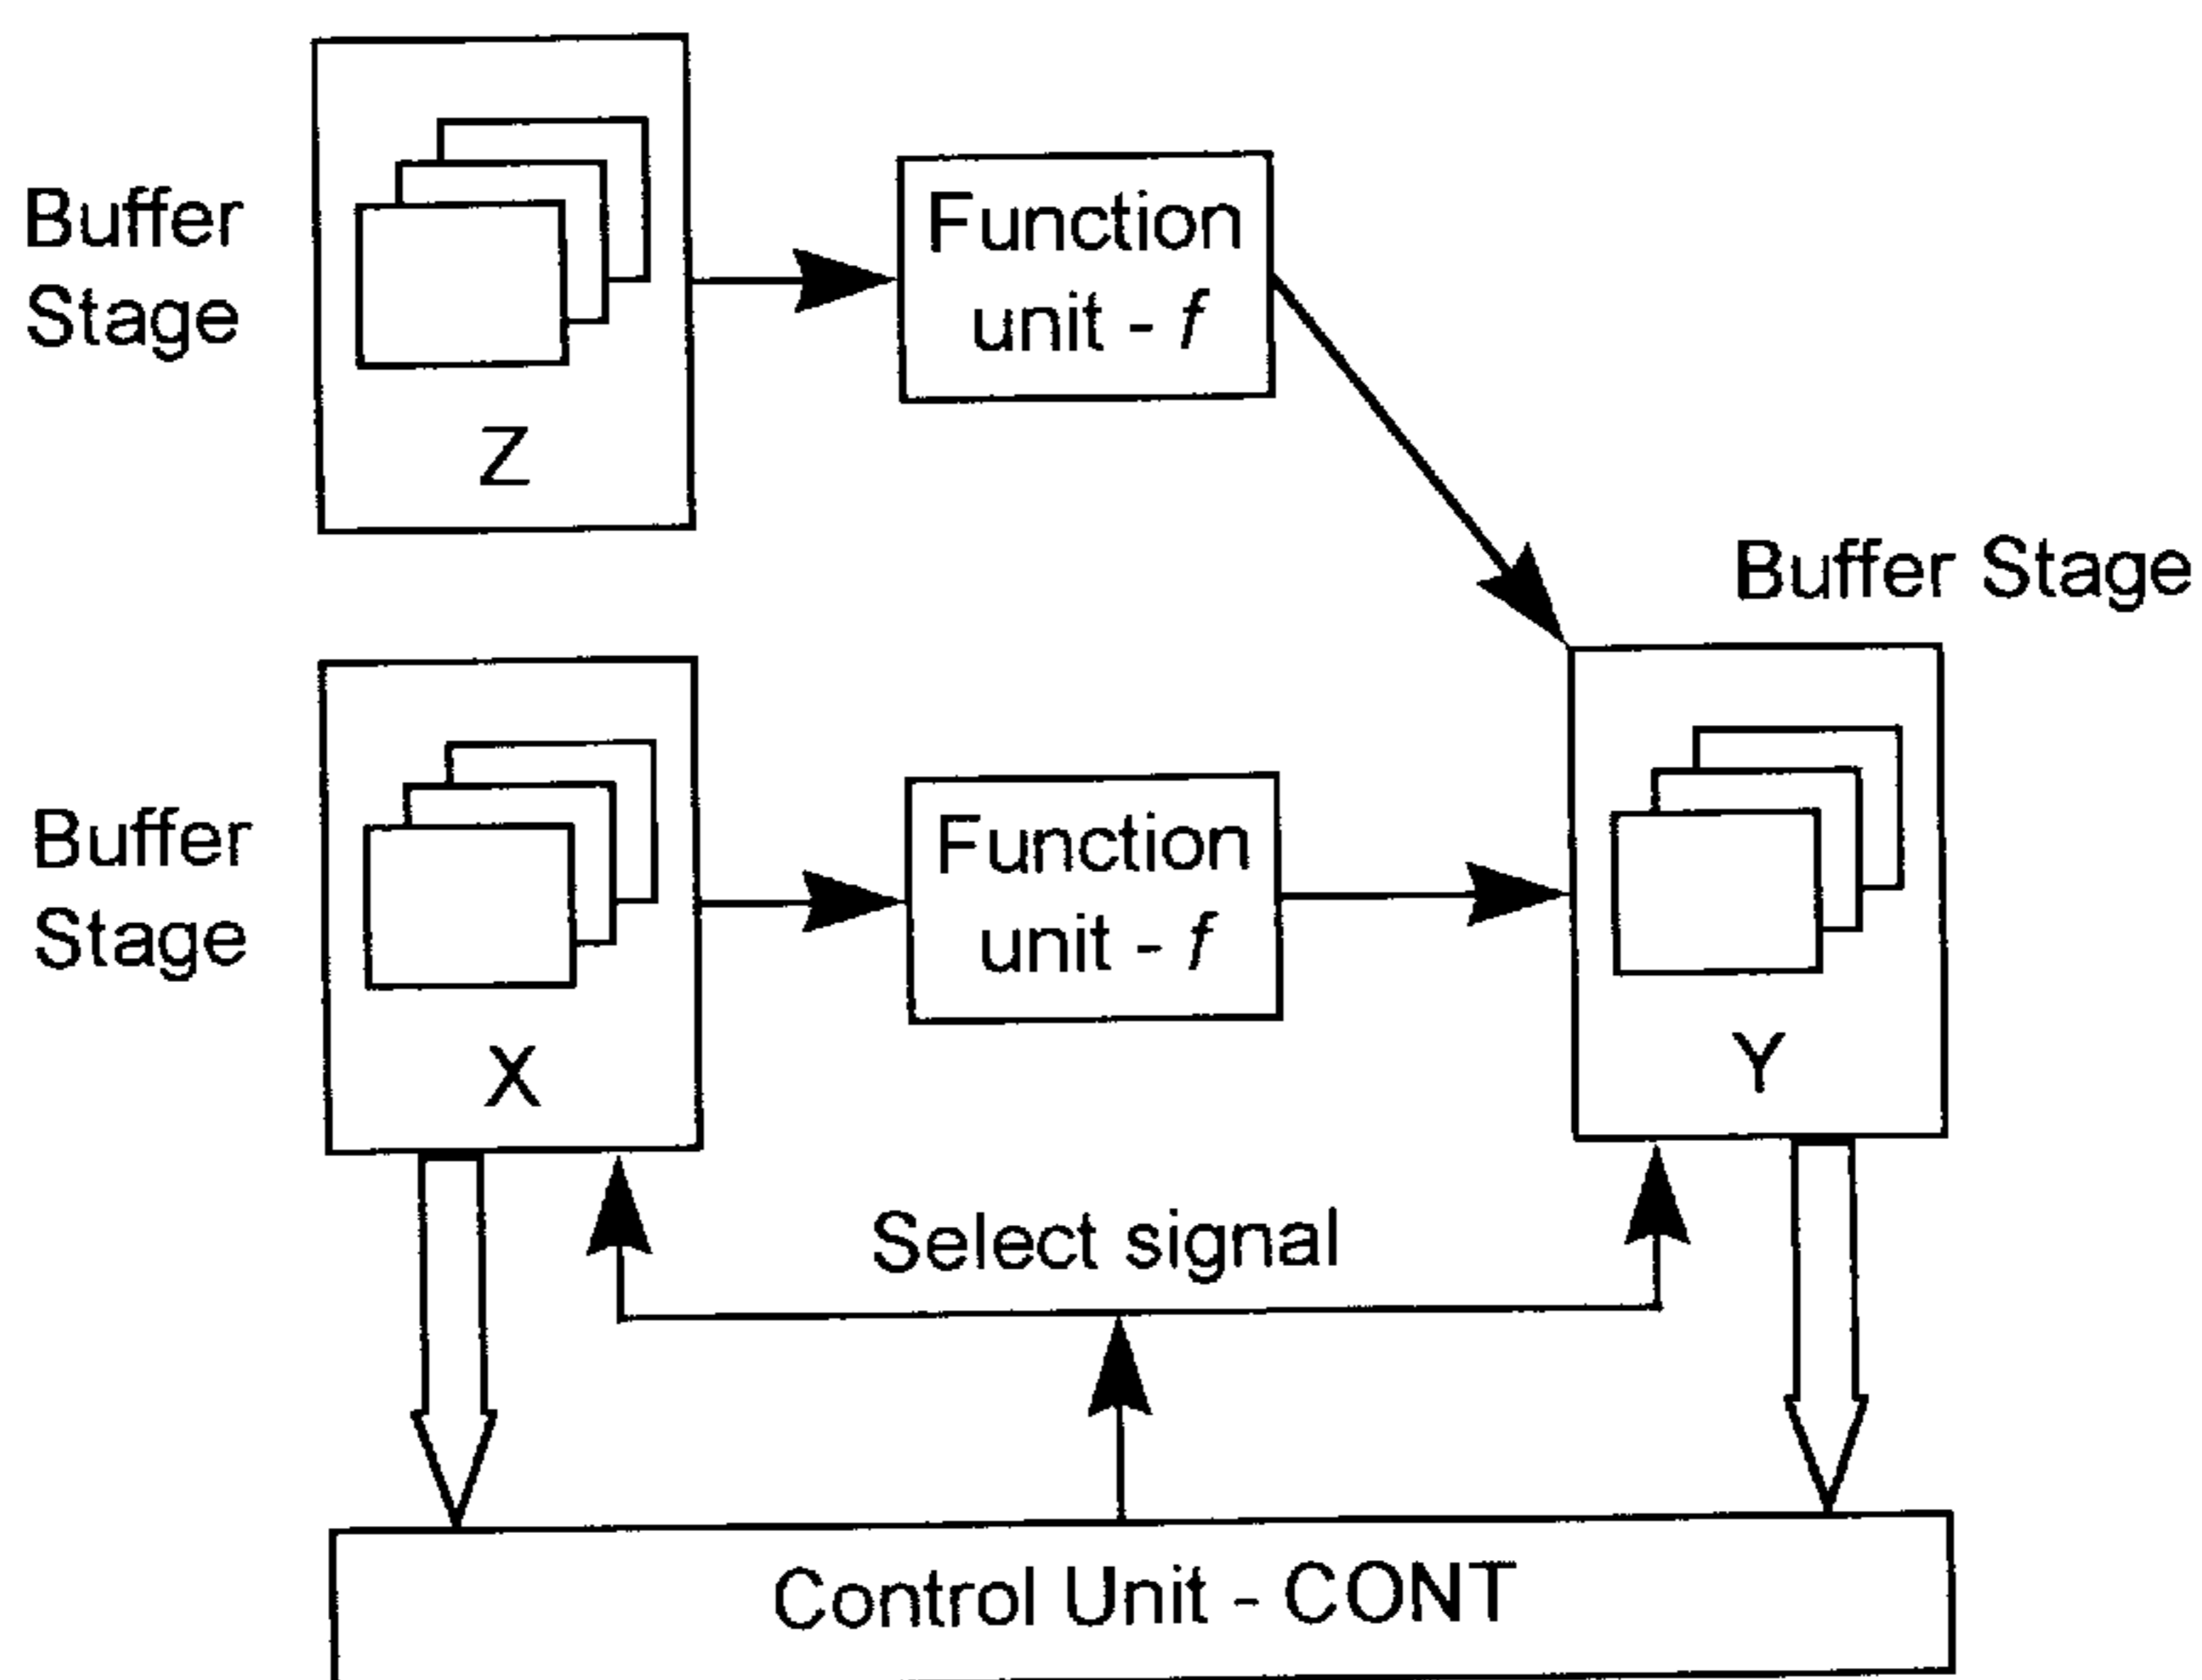 Buffer
Stage
Z
Function
unit - f
Buffer Stage
Buffer
Stage
X
Function
unit - f
Y
Select signal
Control Unit - CONT